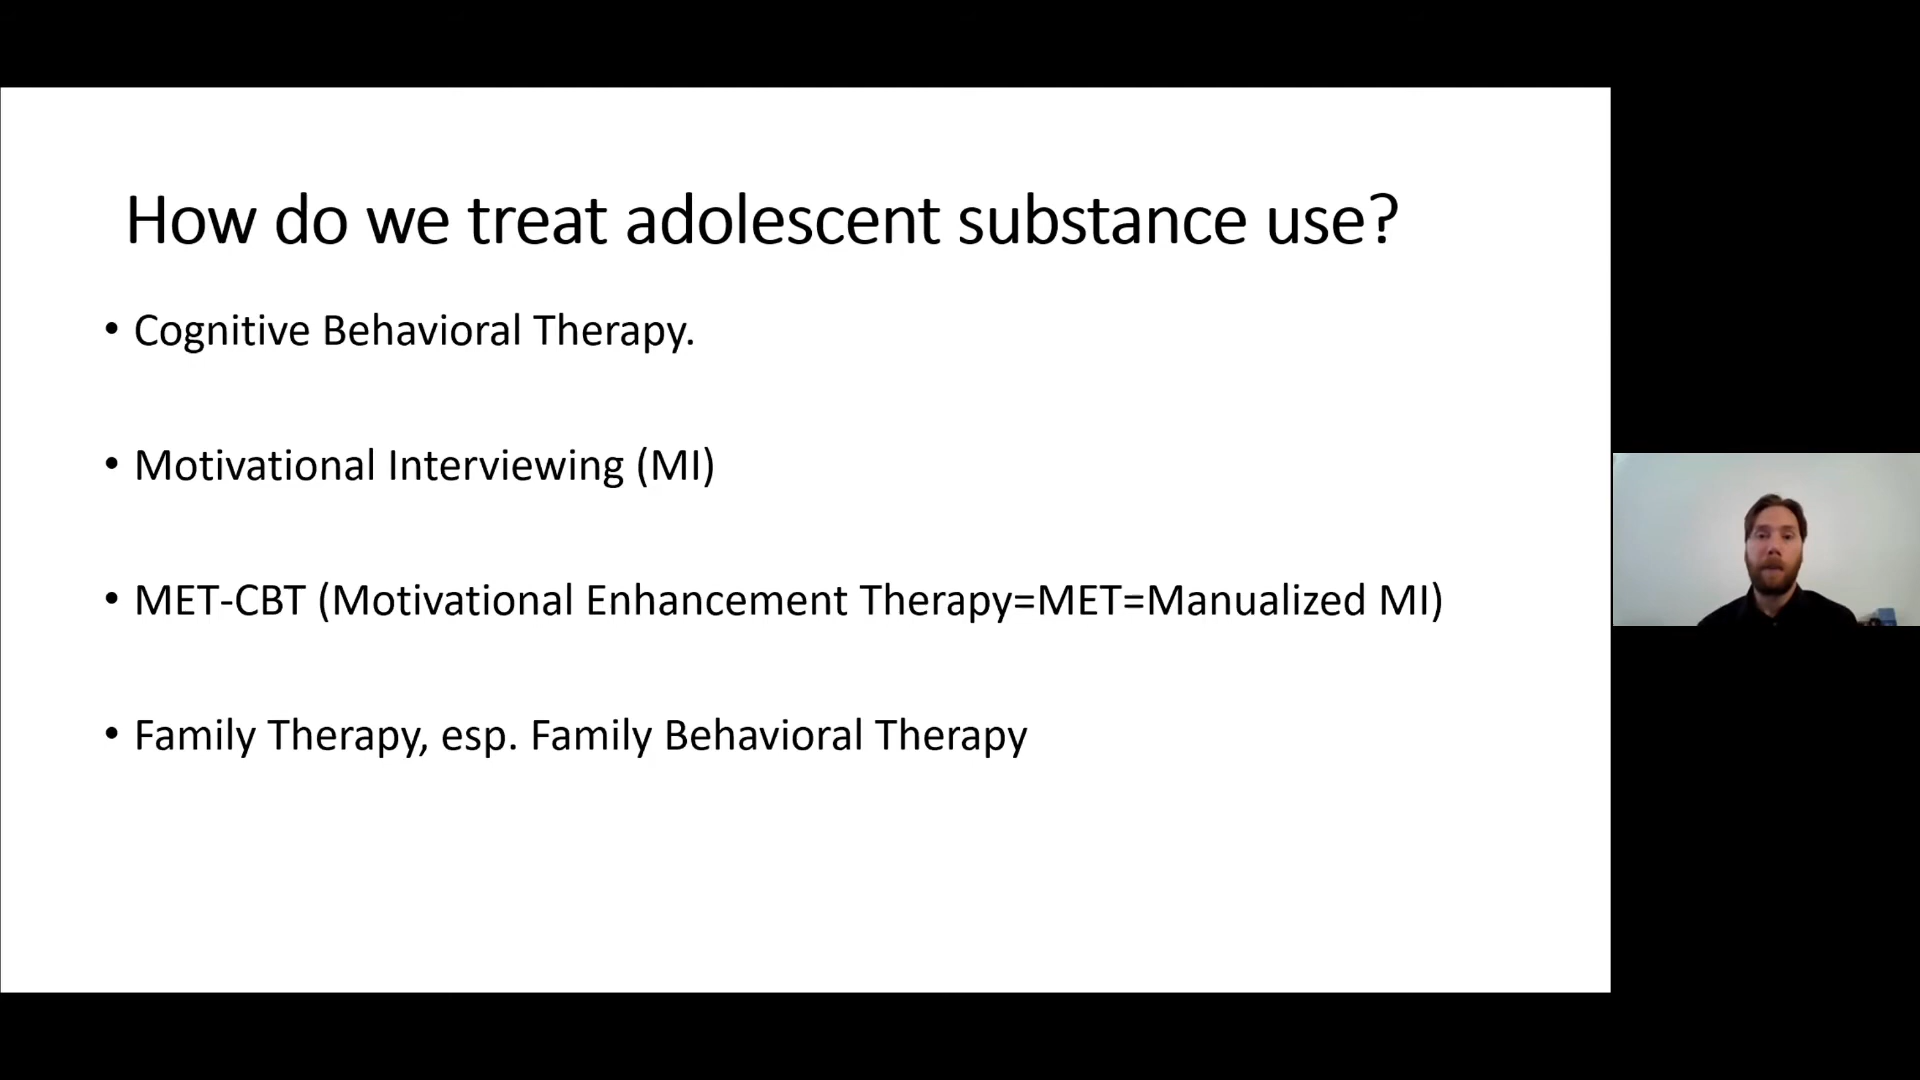 How do we treat adolescent substance use?
• Cognitive Behavioral Therapy.
• Motivational Interviewing (MI)
• MET-CBT (Motivational Enhancement Therapy=MET=Manualized MI)
• Family Therapy, esp. Family Behavioral Therapy